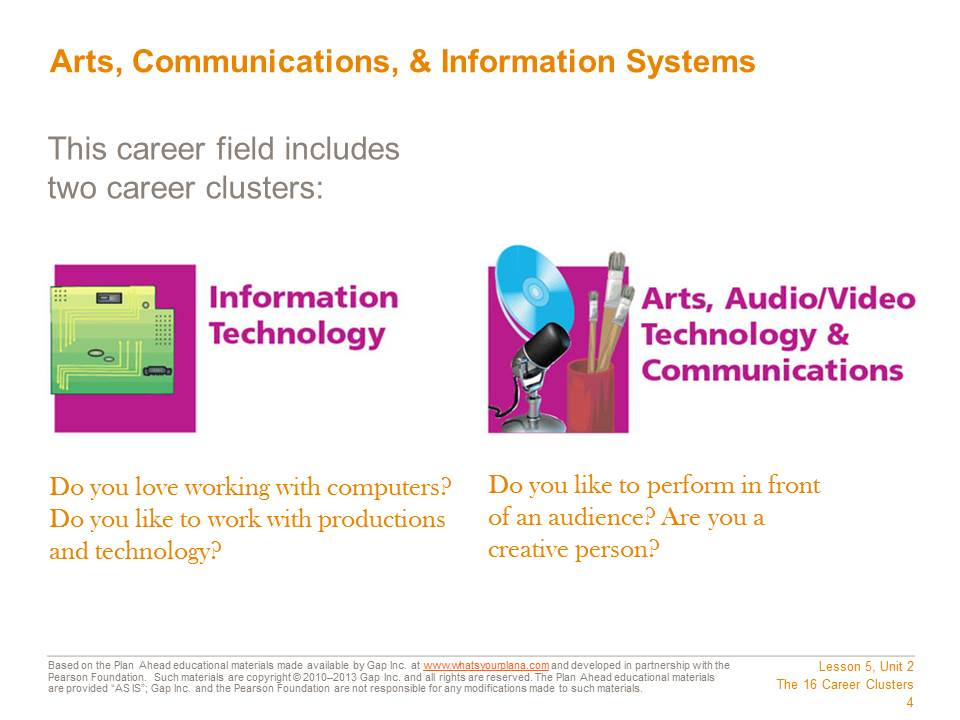 Arts, Communications, & Information Systems
This career field includes
two career clusters:
Information
Technology
Arts, Audio/Video
Technology &
Communications
Do you love working with computers?
Do you like to work with productions
and technology?
Do you like to perform in front
of an audience? Are you a
creative person?
Based on the Plan Ahead educational materials made available by Gap Inc. at www.whatsyourplana.com and developed in partnership with the
Pearson Foundation. Such materials are copyright © 2010–2013 Gap Inc. and all rights are reserved. The Plan Ahead educational materials
are provided “AS IS”; Gap Inc. and the Pearson Foundation are not responsible for any modifications made to such materials.
Lesson 5, Unit 2
The 16 Career Clusters
4